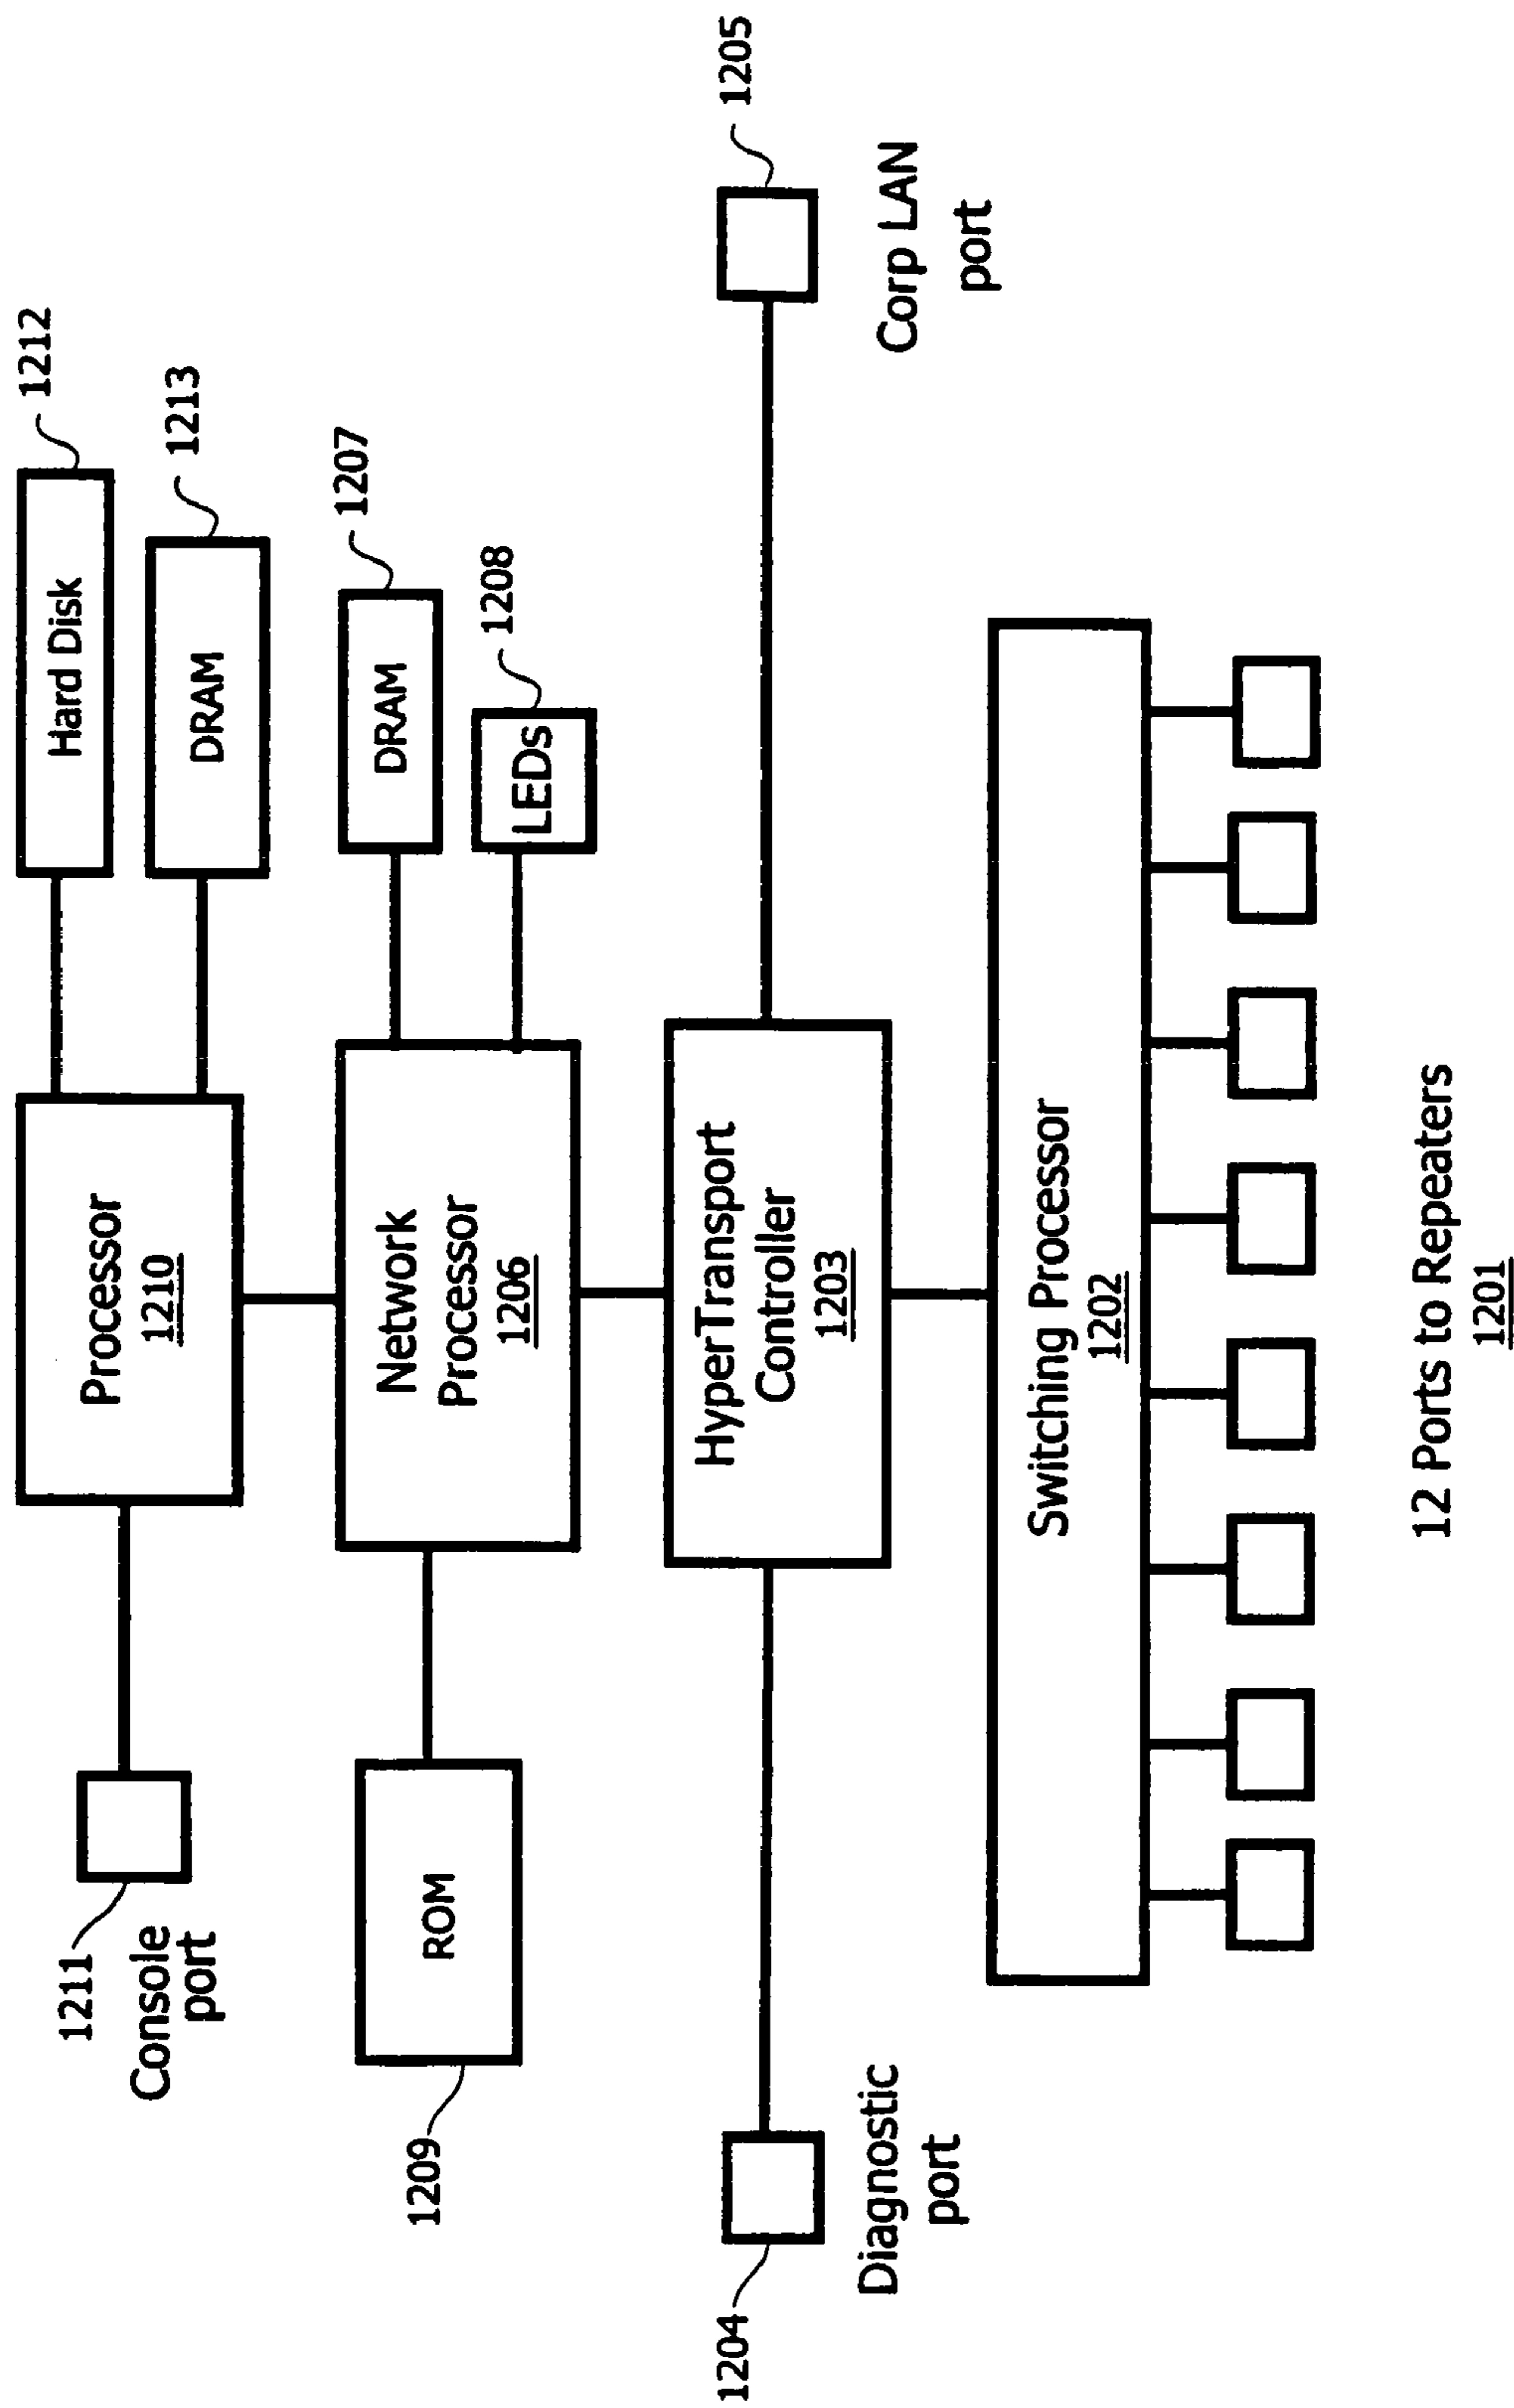 1212
Hard Disk
1213
DRAM
Processor
1210
1211
Console
port
1207
DRAM
1208
LEDs
Network
Processor
1206
ROM
1209
1205
Corp LAN
port
HyperTransport
Controller
1203
1204
Diagnostic
port
Switching Processor
1202
12 Ports to Repeaters
1201